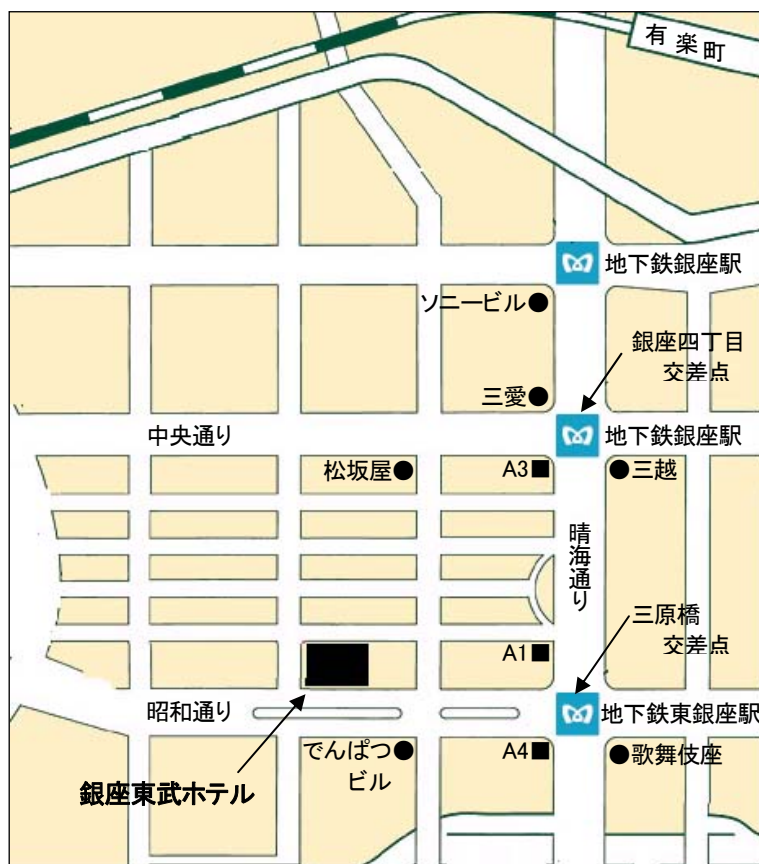 有楽町
地下鉄銀座駅
ソニービル
銀座四丁目
交差点
三愛
地下鉄銀座駅
中央通り
松坂屋
A3
三越
晴海通り
三原橋
交差点
A1
昭和通り
地下鉄東銀座駅
でんぱつ
ビル
A4
歌舞伎座
銀座東武ホテル